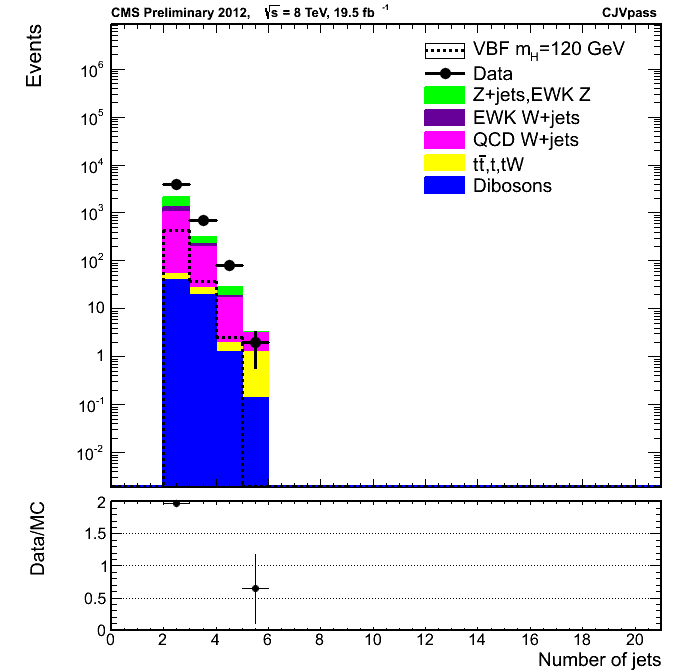 CMS Preliminary 2012, √s = 8 TeV, 19.5 fb⁻¹ CJVpass
Events
VBF m_H=120 GeV
Data
Z+jets,EWK Z
EWK W+jets
QCD W+jets
tt̄,t,tW
Dibosons
10⁶
10⁵
10⁴
10³
10²
10
1
10⁻¹
10⁻²
Data/MC
2
1.5
1
0.5
0
0 2 4 6 8 10 12 14 16 18 20
Number of jets